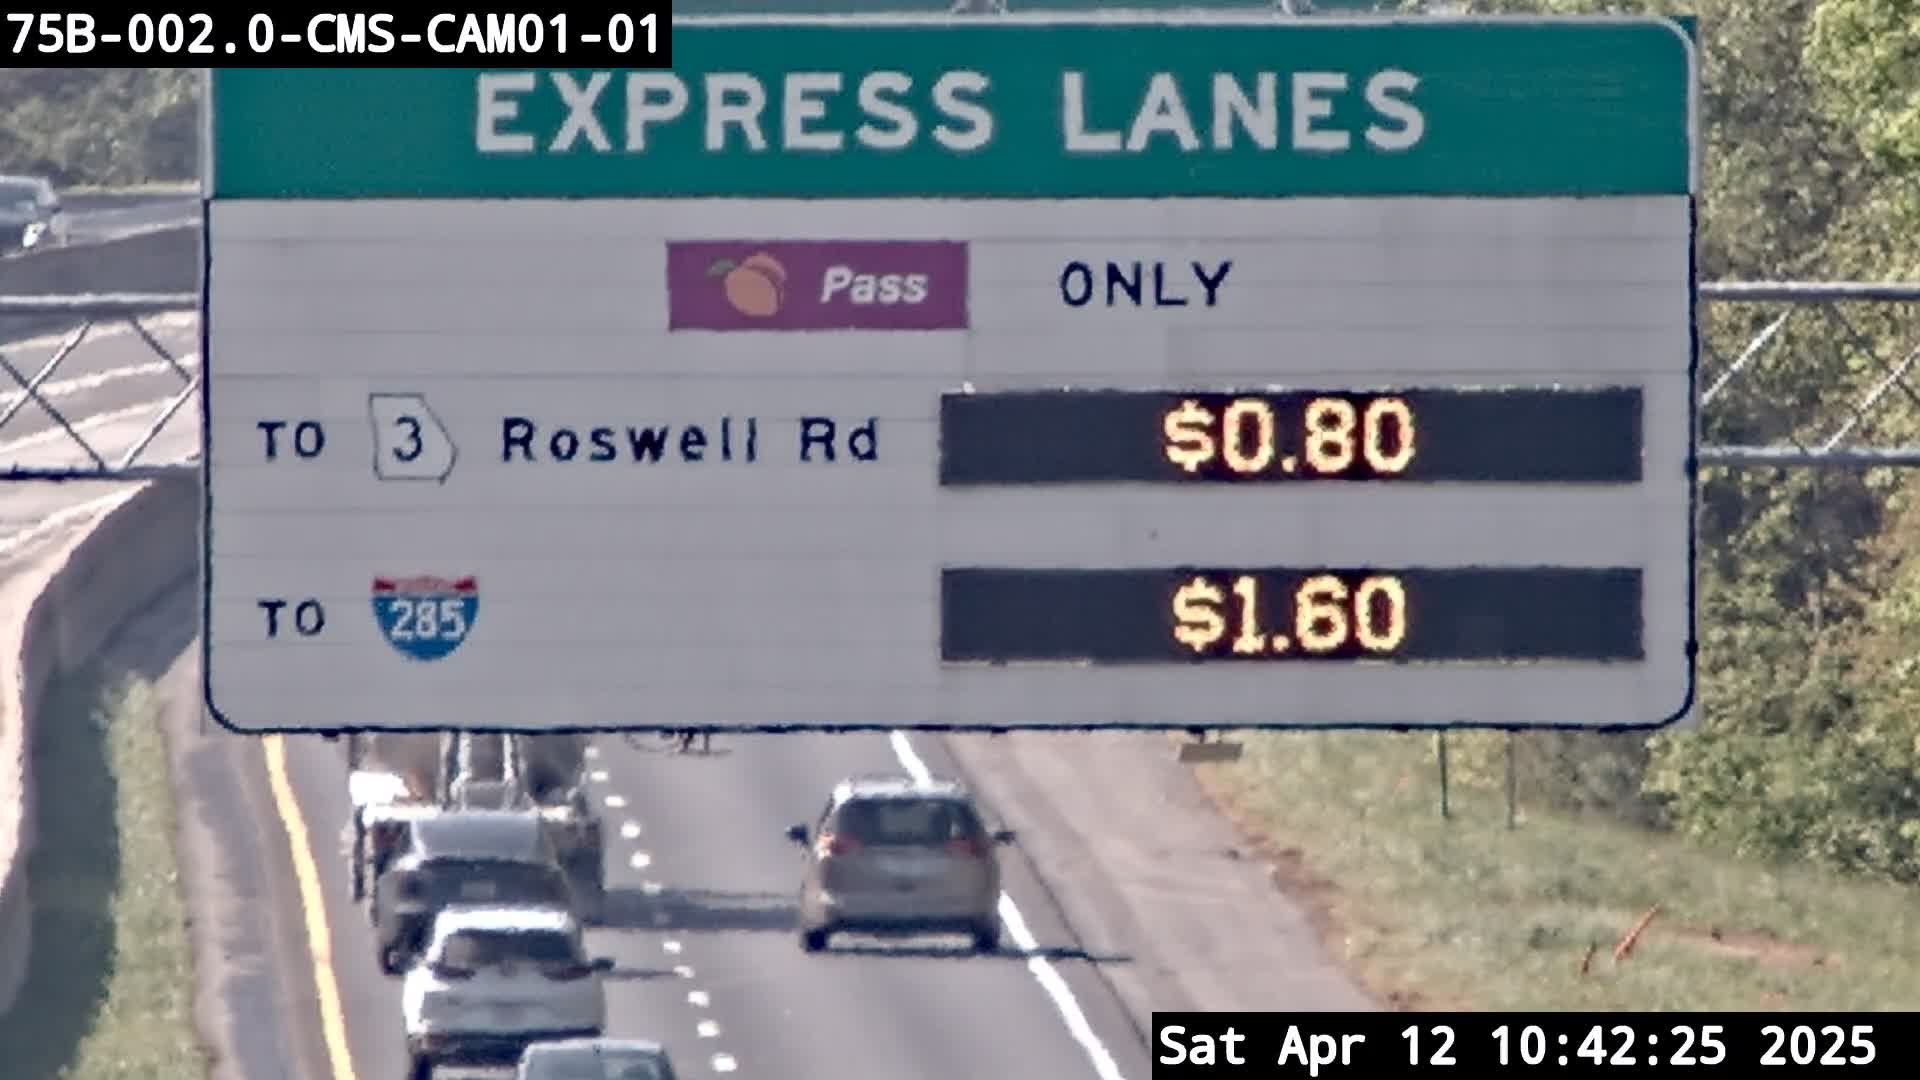 75B-002.0-CMS-CAM01-01
EXPRESS LANES
Pass ONLY
TO 3 Roswell Rd $0.80
TO 285 $1.60
Sat Apr 12 10:42:25 2025